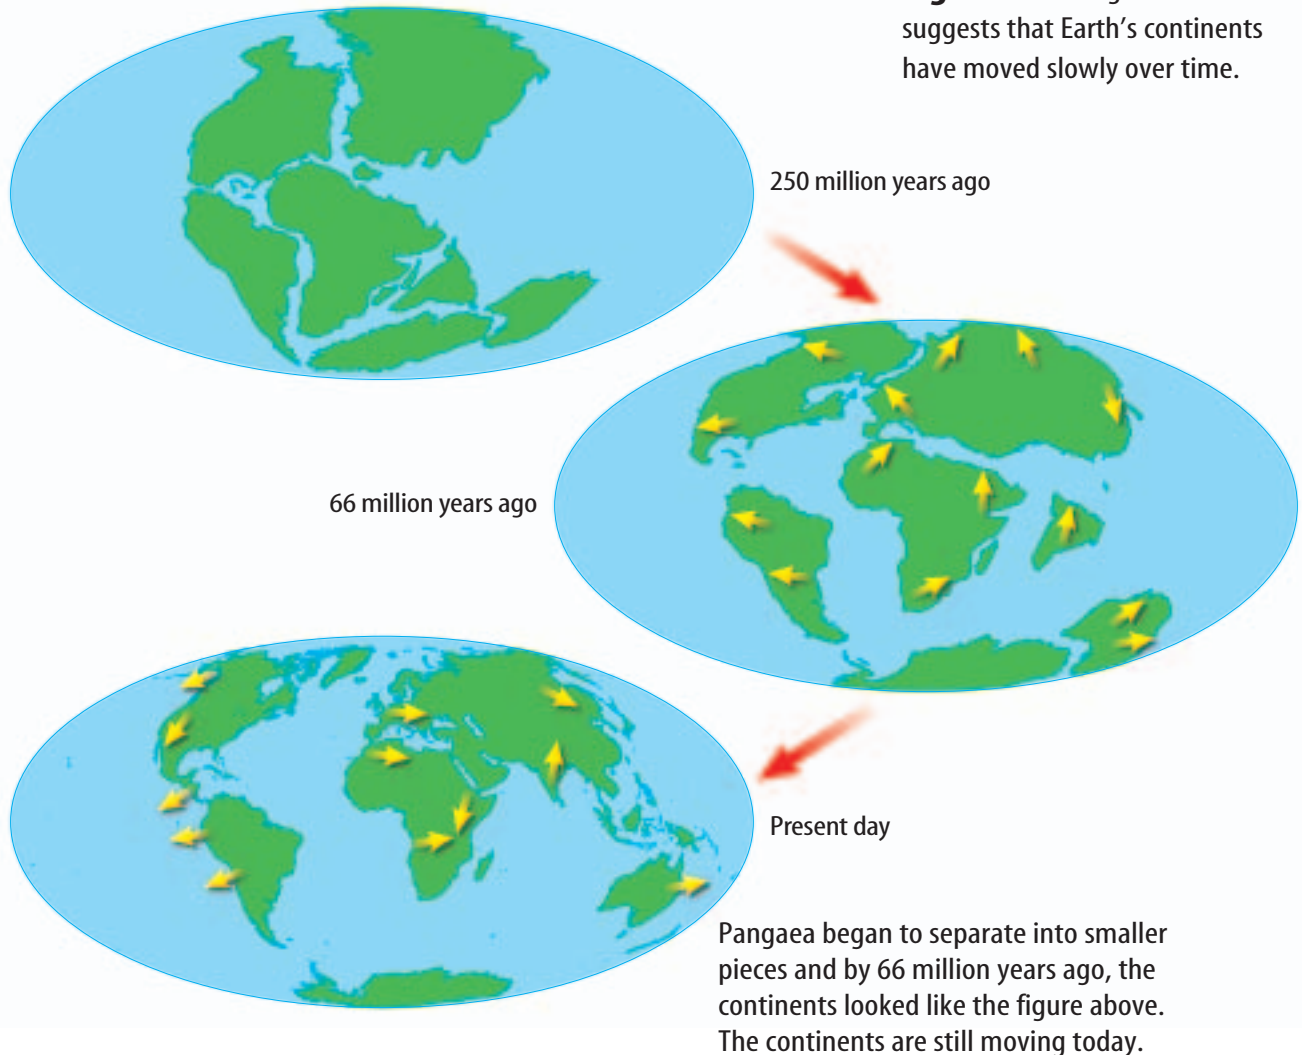 suggests that Earth's continents
have moved slowly over time.
250 million years ago
66 million years ago
Present day
Pangaea began to separate into smaller
pieces and by 66 million years ago, the
continents looked like the figure above.
The continents are still moving today.